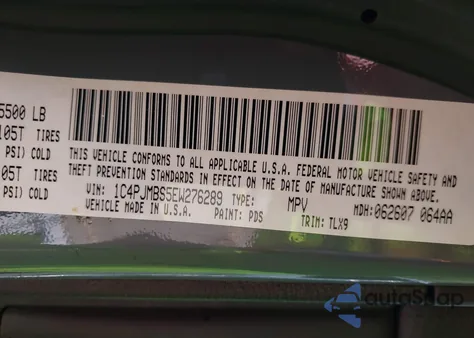 5500 LB
105T TIRES
PSI) COLD
05T TIRES
PSI) COLD
THIS VEHICLE CONFORMS TO ALL APPLICABLE U.S.A. FEDERAL MOTOR VEHICLE SAFETY AND
THEFT PREVENTION STANDARDS IN EFFECT ON THE DATE OF MANUFACTURE SHOWN ABOVE.
VIN: 1C4PJMBS5EW276289 TYPE: MPV MDH: 062607 064AA
VEHICLE MADE IN U.S.A. PAINT: PDS TRIM: TLX9
autoSnap